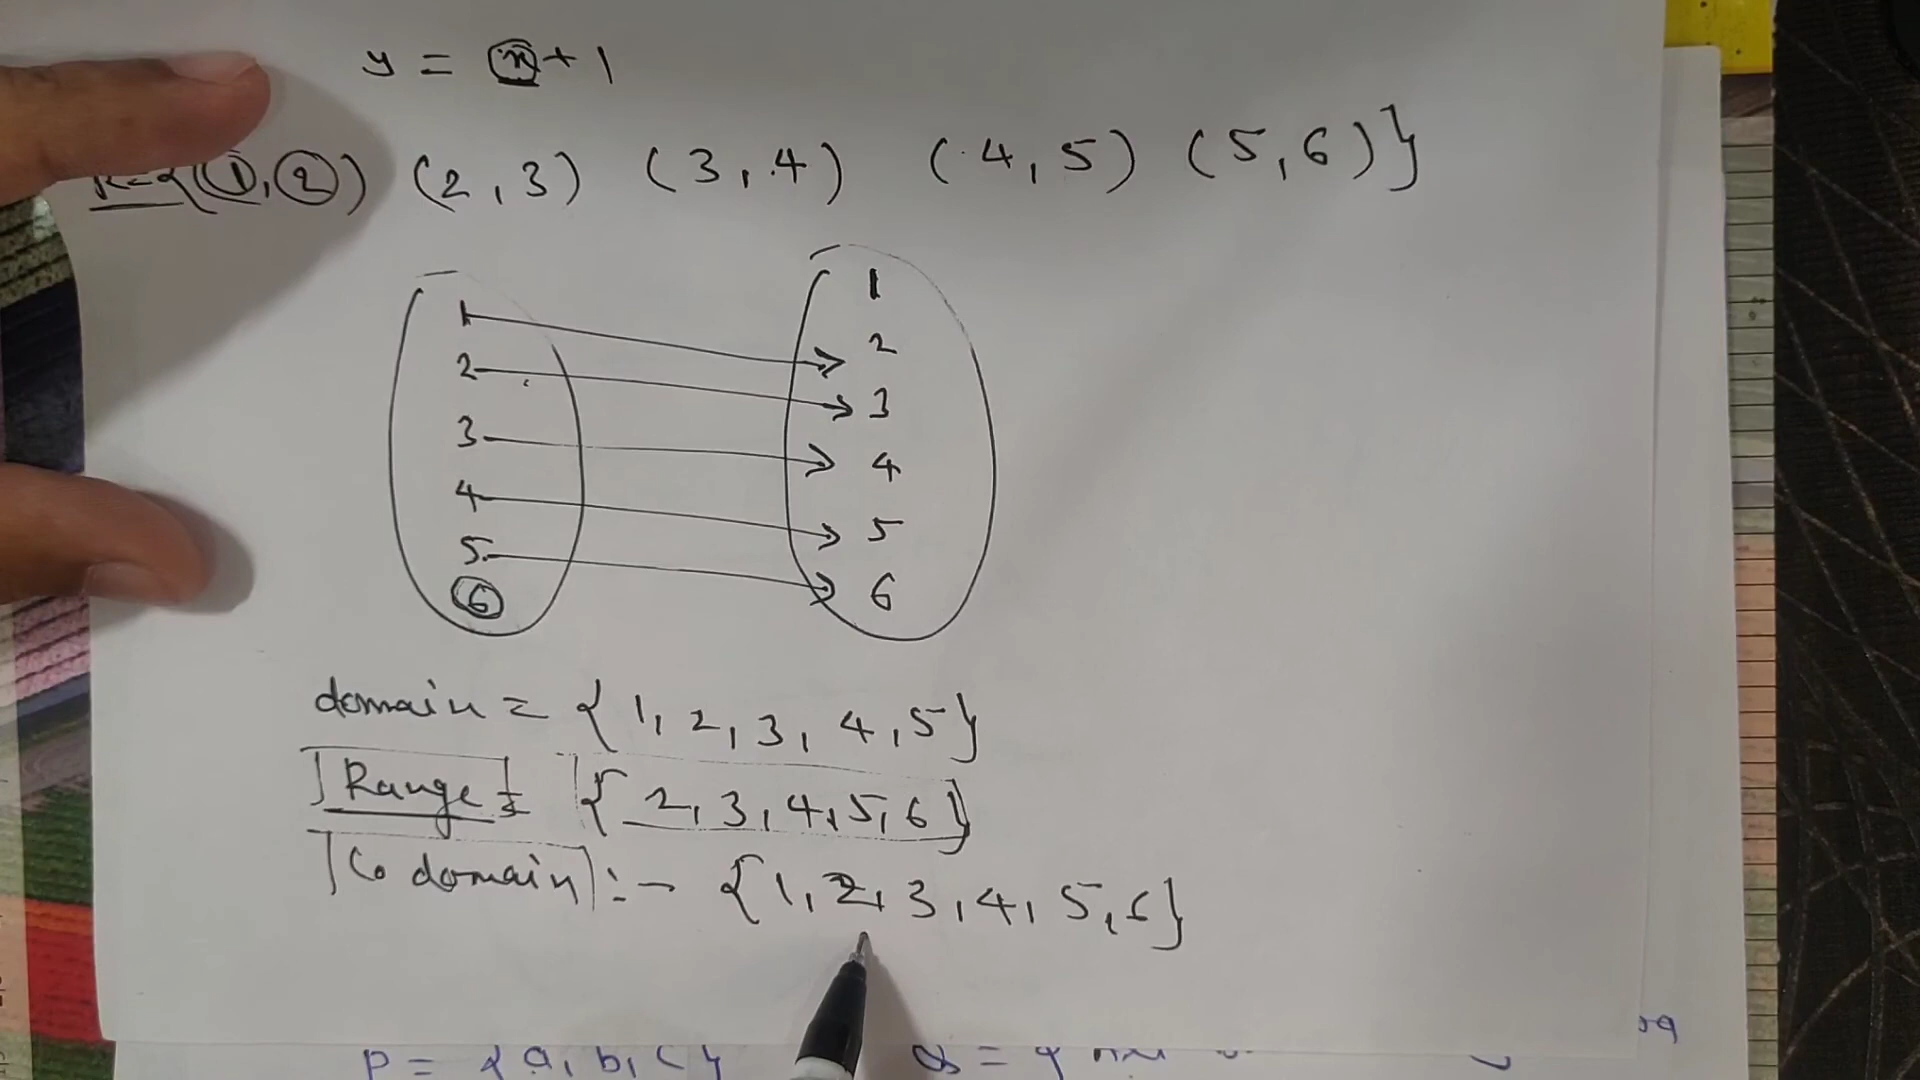 y = x + 1
R = {(1, 2) (2, 3) (3, 4) (4, 5) (5, 6)}
1 1
2 2
3 3
4 4
5 5
6 6
domain = {1, 2, 3, 4, 5}
Range = {2, 3, 4, 5, 6}
Co domain :- {1, 2, 3, 4, 5, 6}
P = {a, b, c}